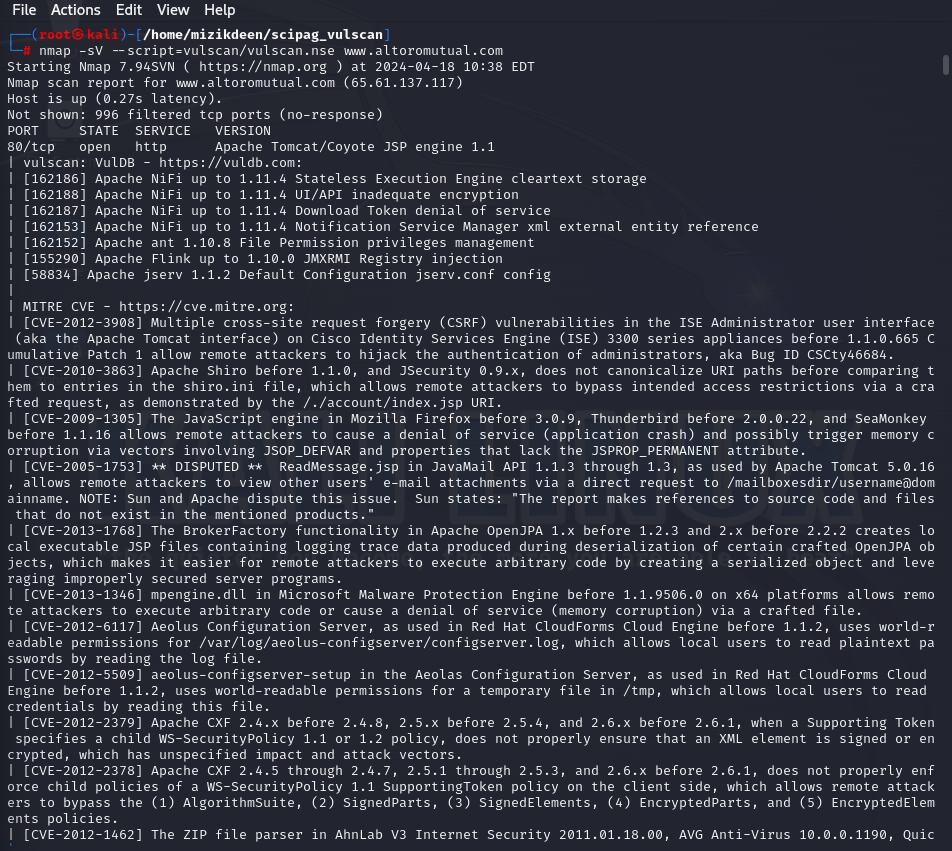 File Actions Edit View Help
┌──(root㉿kali)-[/home/mizikdeen/scipag_vulscan]
└─# nmap -sV --script=vulscan/vulscan.nse www.altoromutual.com
Starting Nmap 7.94SVN ( https://nmap.org ) at 2024-04-18 10:38 EDT
Nmap scan report for www.altoromutual.com (65.61.137.117)
Host is up (0.27s latency).
Not shown: 996 filtered tcp ports (no-response)
PORT     STATE  SERVICE   VERSION
80/tcp   open   http      Apache Tomcat/Coyote JSP engine 1.1
| vulscan: VulDB - https://vuldb.com:
| [162186] Apache NiFi up to 1.11.4 Stateless Execution Engine cleartext storage
| [162188] Apache NiFi up to 1.11.4 UI/API inadequate encryption
| [162187] Apache NiFi up to 1.11.4 Download Token denial of service
| [162153] Apache NiFi up to 1.11.4 Notification Service Manager xml external entity reference
| [162152] Apache ant 1.10.8 File Permission privileges management
| [155290] Apache Flink up to 1.10.0 JMXRMI Registry injection
| [58834] Apache jserv 1.1.2 Default Configuration jserv.conf config
|
| MITRE CVE - https://cve.mitre.org:
| [CVE-2012-3908] Multiple cross-site request forgery (CSRF) vulnerabilities in the ISE Administrator user interface
 (aka the Apache Tomcat interface) on Cisco Identity Services Engine (ISE) 3300 series appliances before 1.1.0.665 C
umulative Patch 1 allow remote attackers to hijack the authentication of administrators, aka Bug ID CSCty46684.
| [CVE-2010-3863] Apache Shiro before 1.1.0, and JSecurity 0.9.x, does not canonicalize URI paths before comparing t
hem to entries in the shiro.ini file, which allows remote attackers to bypass intended access restrictions via a cra
fted request, as demonstrated by the /./account/index.jsp URI.
| [CVE-2009-1305] The JavaScript engine in Mozilla Firefox before 3.0.9, Thunderbird before 2.0.0.22, and SeaMonkey
before 1.1.16 allows remote attackers to cause a denial of service (application crash) and possibly trigger memory c
orruption via vectors involving JSOP_DEFVAR and properties that lack the JSPROP_PERMANENT attribute.
| [CVE-2005-1753] ** DISPUTED **  ReadMessage.jsp in JavaMail API 1.1.3 through 1.3, as used by Apache Tomcat 5.0.16
, allows remote attackers to view other users' e-mail attachments via a direct request to /mailboxesdir/username@dom
ainname. NOTE: Sun and Apache dispute this issue.  Sun states: "The report makes references to source code and files
 that do not exist in the mentioned products."
| [CVE-2013-1768] The BrokerFactory functionality in Apache OpenJPA 1.x before 1.2.3 and 2.x before 2.2.2 creates lo
cal executable JSP files containing logging trace data produced during deserialization of certain crafted OpenJPA ob
jects, which makes it easier for remote attackers to execute arbitrary code by creating a serialized object and leve
raging improperly secured server programs.
| [CVE-2013-1346] mpengine.dll in Microsoft Malware Protection Engine before 1.1.9506.0 on x64 platforms allows remo
te attackers to execute arbitrary code or cause a denial of service (memory corruption) via a crafted file.
| [CVE-2012-6117] Aeolus Configuration Server, as used in Red Hat CloudForms Cloud Engine before 1.1.2, uses world-r
eadable permissions for /var/log/aeolus-configserver/configserver.log, which allows local users to read plaintext pa
sswords by reading the log file.
| [CVE-2012-5509] aeolus-configserver-setup in the Aeolas Configuration Server, as used in Red Hat CloudForms Cloud
Engine before 1.1.2, uses world-readable permissions for a temporary file in /tmp, which allows local users to read
credentials by reading this file.
| [CVE-2012-2379] Apache CXF 2.4.x before 2.4.8, 2.5.x before 2.5.4, and 2.6.x before 2.6.1, when a Supporting Token
 specifies a child WS-SecurityPolicy 1.1 or 1.2 policy, does not properly ensure that an XML element is signed or en
crypted, which has unspecified impact and attack vectors.
| [CVE-2012-2378] Apache CXF 2.4.5 through 2.4.7, 2.5.1 through 2.5.3, and 2.6.x before 2.6.1, does not properly enf
orce child policies of a WS-SecurityPolicy 1.1 SupportingToken policy on the client side, which allows remote attack
ers to bypass the (1) AlgorithmSuite, (2) SignedParts, (3) SignedElements, (4) EncryptedParts, and (5) EncryptedElem
ents policies.
| [CVE-2012-1462] The ZIP file parser in AhnLab V3 Internet Security 2011.01.18.00, AVG Anti-Virus 10.0.0.1190, Quic